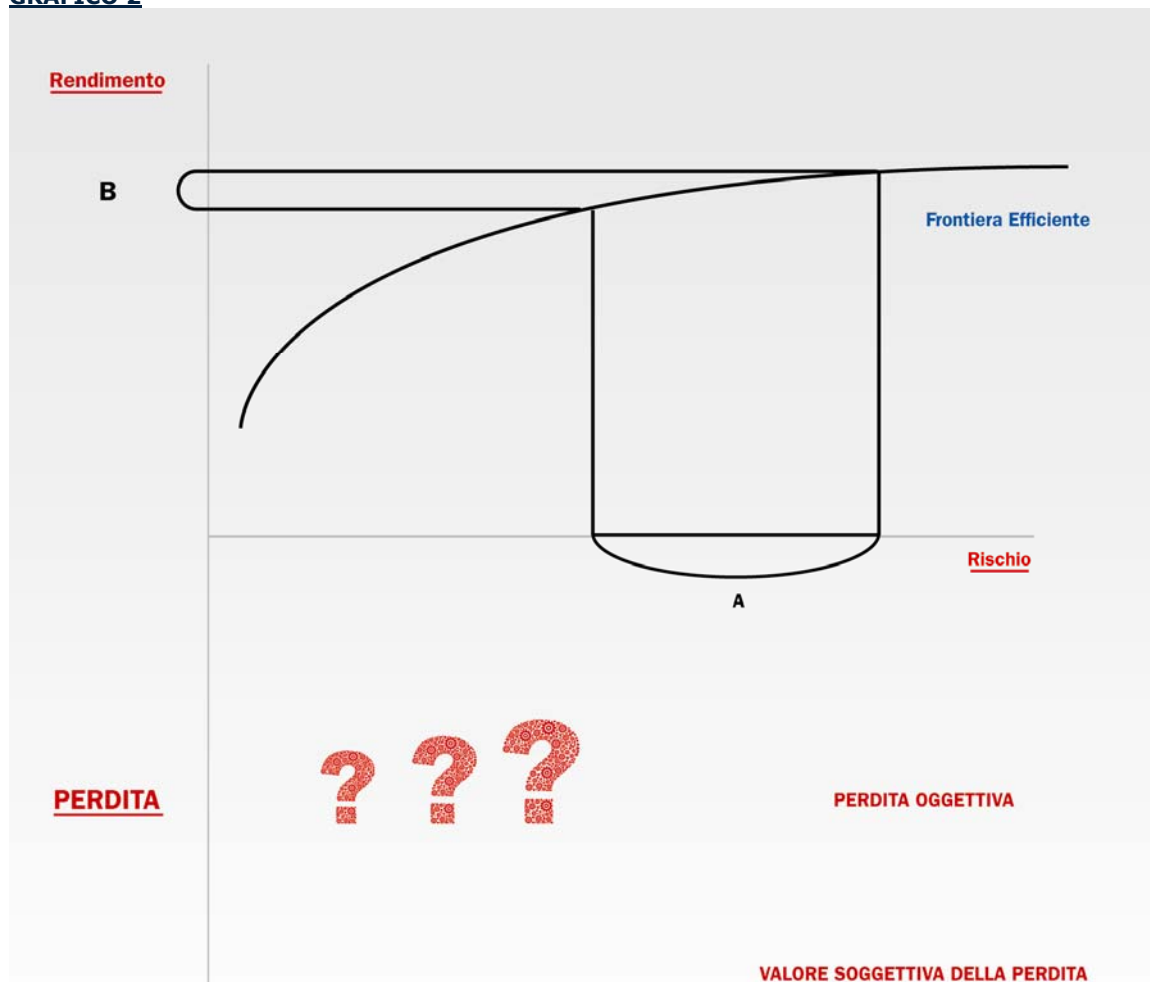 GRAFICO 2
Rendimento
B
Frontiera Efficiente
Rischio
A
? ? ?
PERDITA
PERDITA OGGETTIVA
VALORE SOGGETTIVA DELLA PERDITA